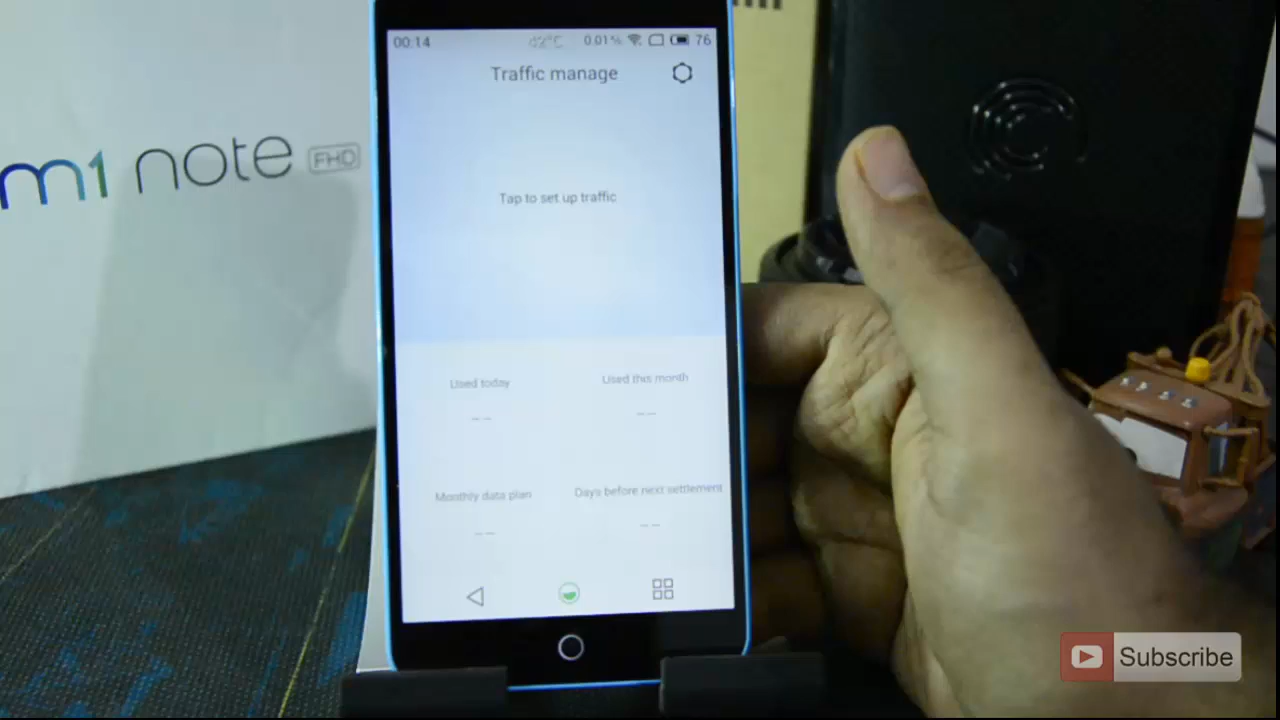 00:14 42°C 0.01% 76
Traffic manage
m1 note FHD
Tap to set up traffic
Used today
Used this month
--
--
Monthly data plan
Days before next settlement
--
--
Subscribe